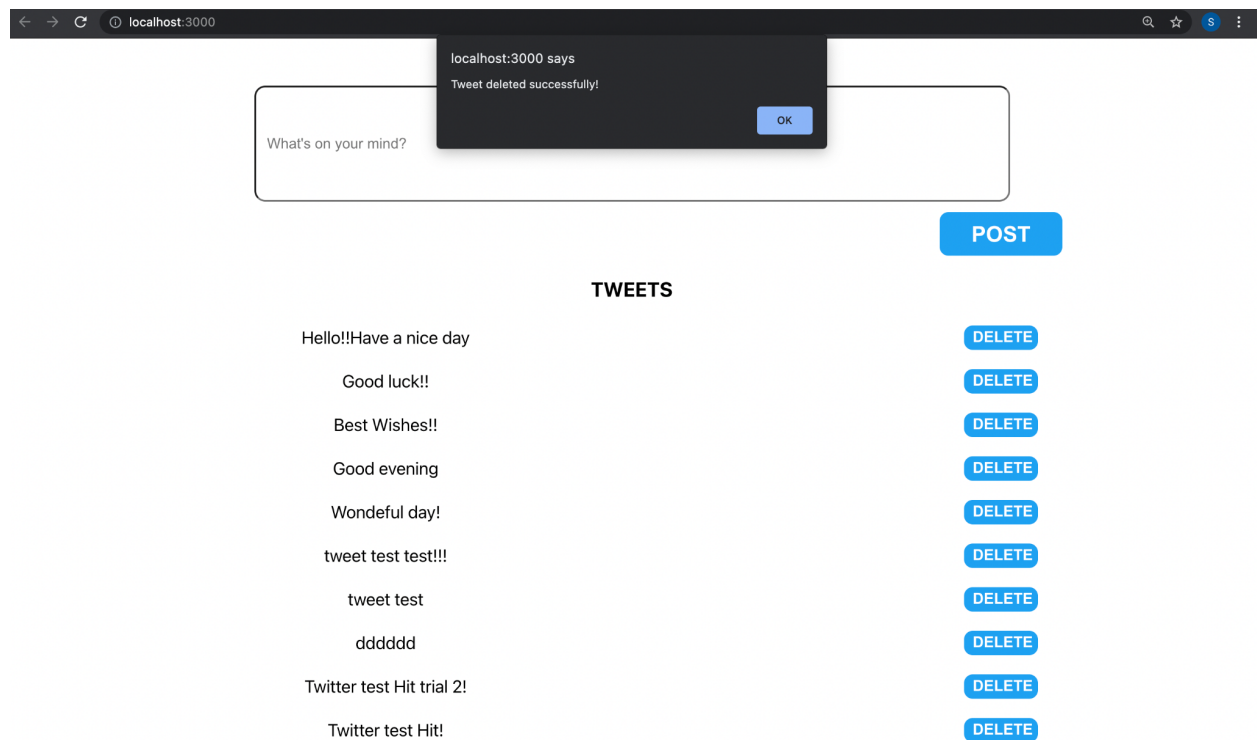 localhost:3000
S
localhost:3000 says
Tweet deleted successfully!
OK
What's on your mind?
POST
TWEETS
Hello!!Have a nice day DELETE
Good luck!! DELETE
Best Wishes!! DELETE
Good evening DELETE
Wondeful day! DELETE
tweet test test!!! DELETE
tweet test DELETE
dddddd DELETE
Twitter test Hit trial 2! DELETE
Twitter test Hit! DELETE